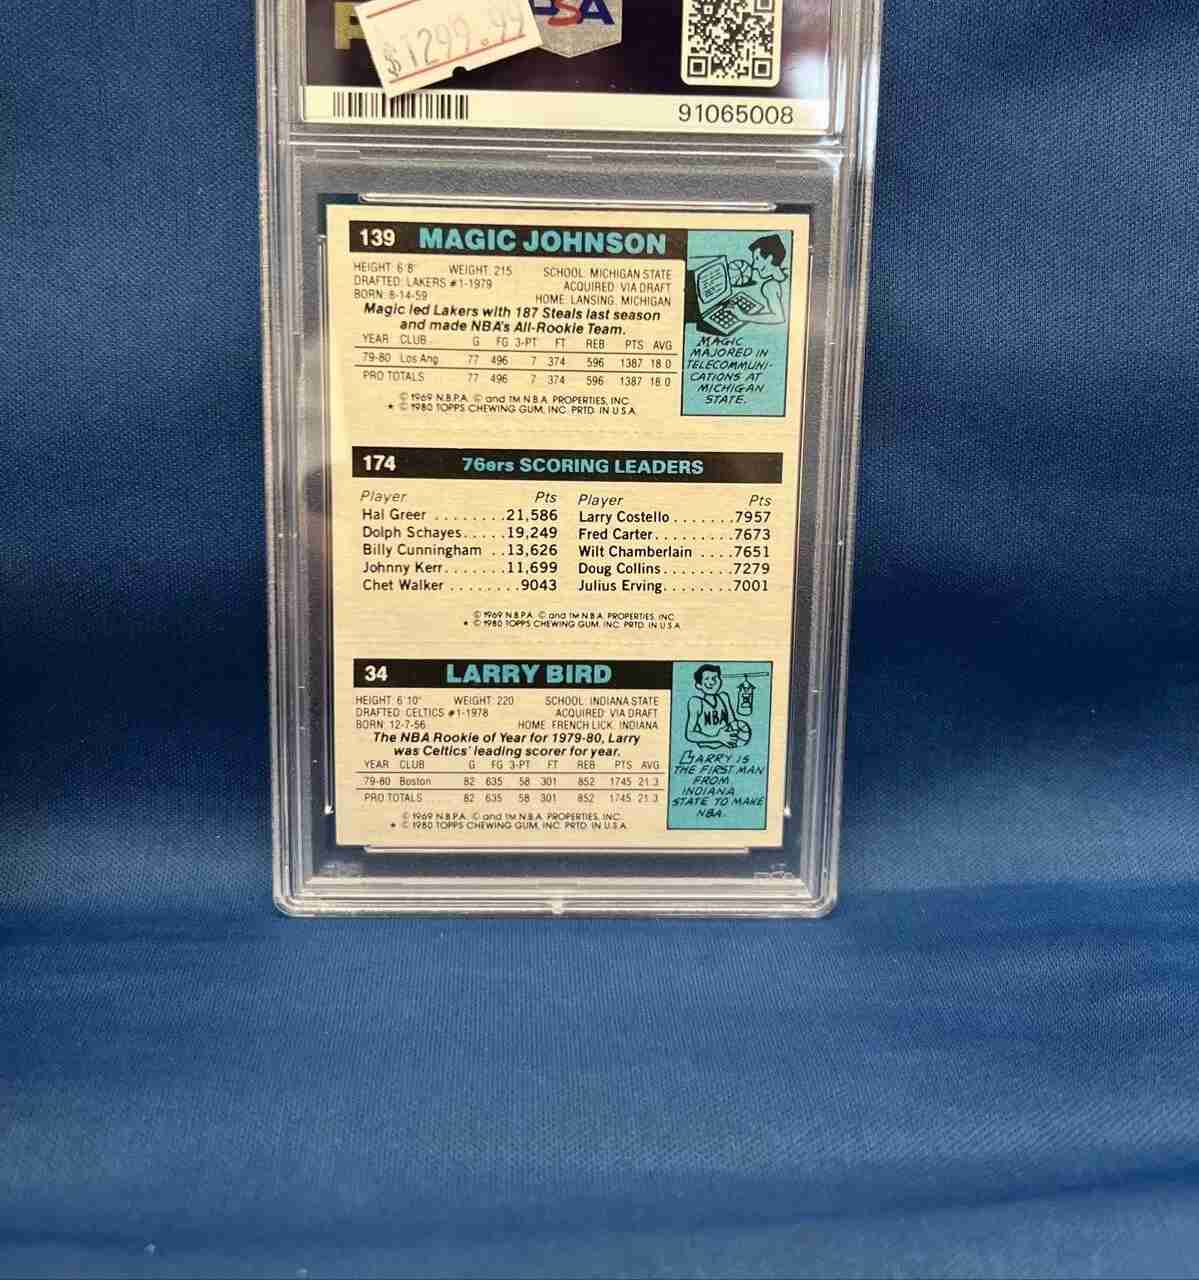 $1299.99
PSA
91065008
139 MAGIC JOHNSON
HEIGHT: 6'8" WEIGHT: 215 SCHOOL: MICHIGAN STATE
DRAFTED: LAKERS #1-1979 ACQUIRED: VIA DRAFT
BORN: 8-14-59 HOME: LANSING, MICHIGAN
Magic led Lakers with 187 Steals last season
and made NBA's All-Rookie Team.
YEAR CLUB G FG 3-PT FT REB PTS AVG
79-80 Los Ang 77 496 7 374 596 1387 18.0
PRO TOTALS 77 496 7 374 596 1387 18.0
© 1969 N.B.P.A. © and TM N.B.A. PROPERTIES, INC.
★ © 1980 TOPPS CHEWING GUM, INC. PRTD. IN U.S.A.
MAGIC
MAJORED IN
TELECOMMUNI-
CATIONS AT
MICHIGAN
STATE.
174 76ers SCORING LEADERS
Player Pts Player Pts
Hal Greer ........21,586 Larry Costello .......7957
Dolph Schayes.....19,249 Fred Carter.........7673
Billy Cunningham ..13,626 Wilt Chamberlain ....7651
Johnny Kerr.......11,699 Doug Collins........7279
Chet Walker ........9043 Julius Erving........7001
© 1969 N.B.P.A. © and TM N.B.A. PROPERTIES, INC.
★ © 1980 TOPPS CHEWING GUM, INC. PRTD. IN U.S.A.
34 LARRY BIRD
HEIGHT: 6'10" WEIGHT: 220 SCHOOL: INDIANA STATE
DRAFTED: CELTICS #1-1978 ACQUIRED: VIA DRAFT
BORN: 12-7-56 HOME: FRENCH LICK, INDIANA
The NBA Rookie of Year for 1979-80, Larry
was Celtics' leading scorer for year.
YEAR CLUB G FG 3-PT FT REB PTS AVG
79-80 Boston 82 635 58 301 852 1745 21.3
PRO TOTALS 82 635 58 301 852 1745 21.3
© 1969 N.B.P.A. © and TM N.B.A. PROPERTIES, INC.
★ © 1980 TOPPS CHEWING GUM, INC. PRTD. IN U.S.A.
NBA
LARRY IS
THE FIRST MAN
FROM
INDIANA
STATE TO MAKE
NBA.